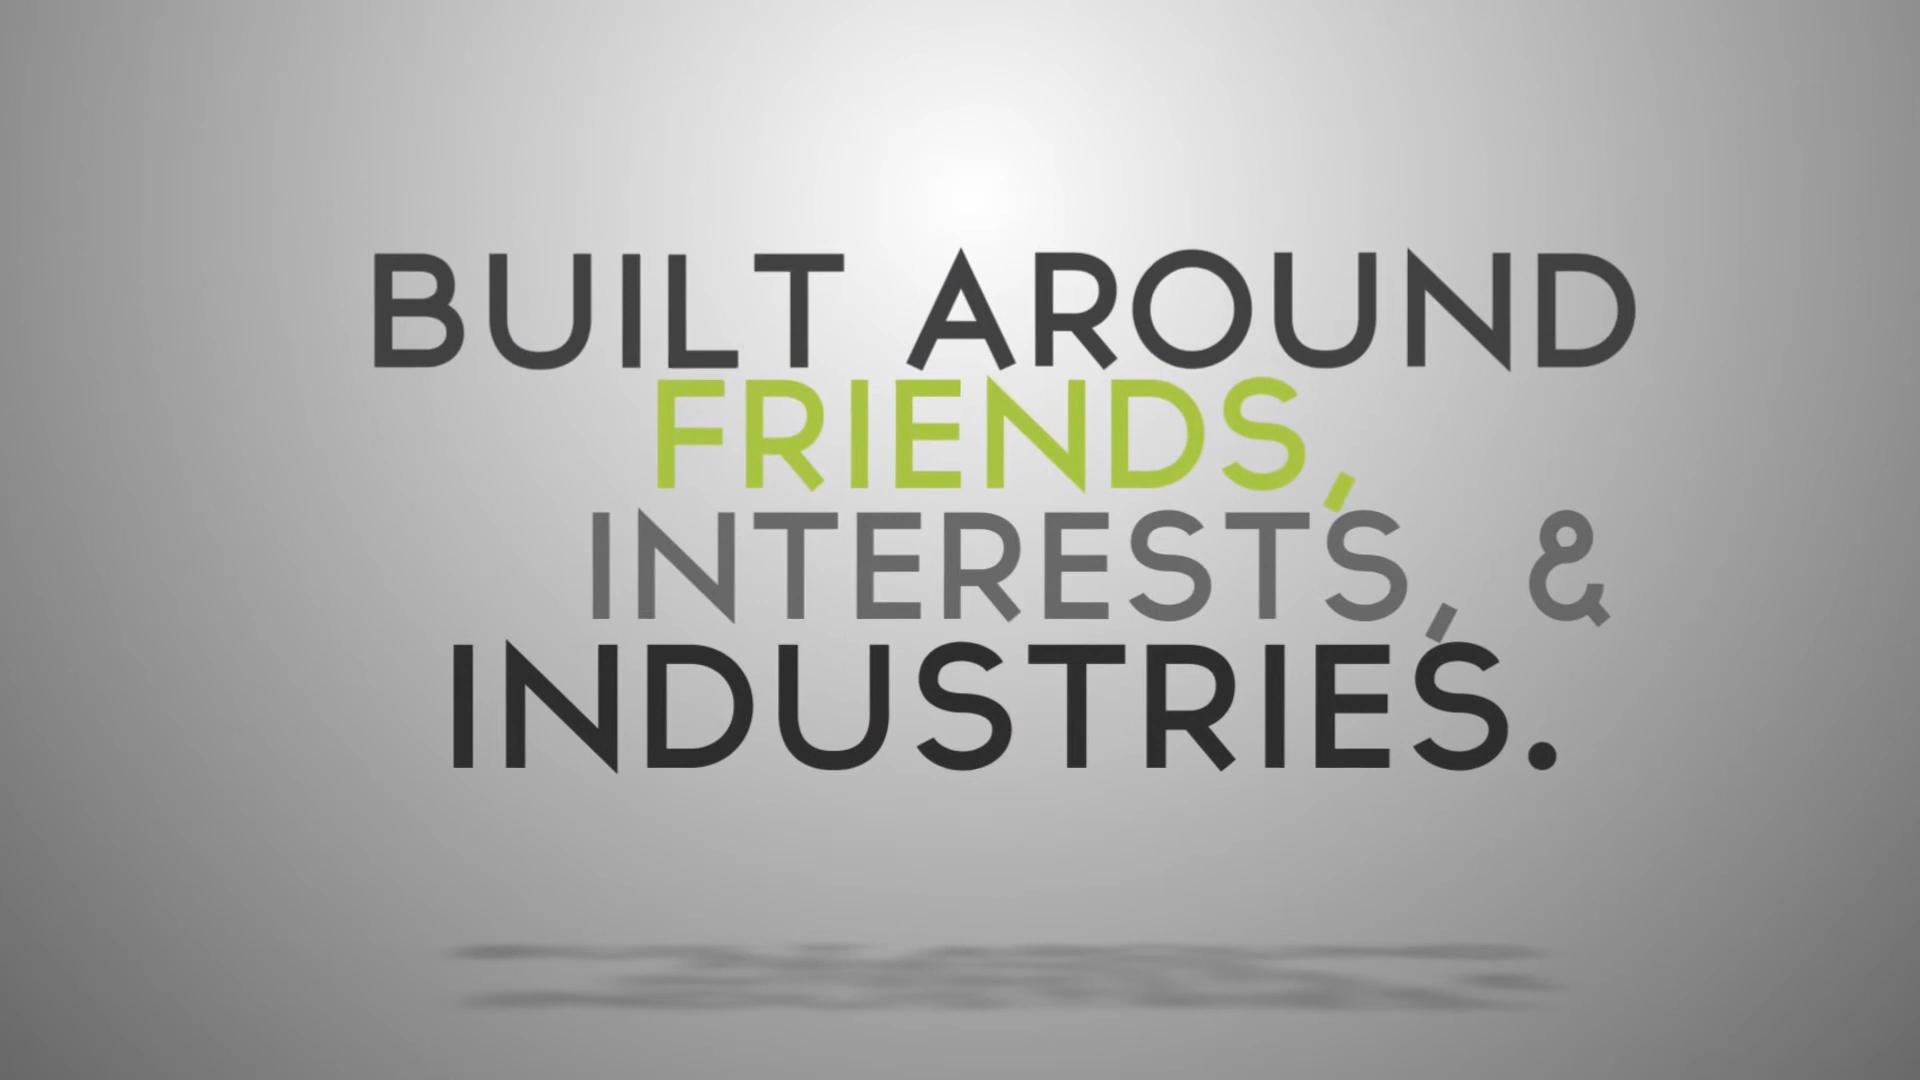 BUILT AROUND
FRIENDS,
INTERESTS, &
INDUSTRIES.